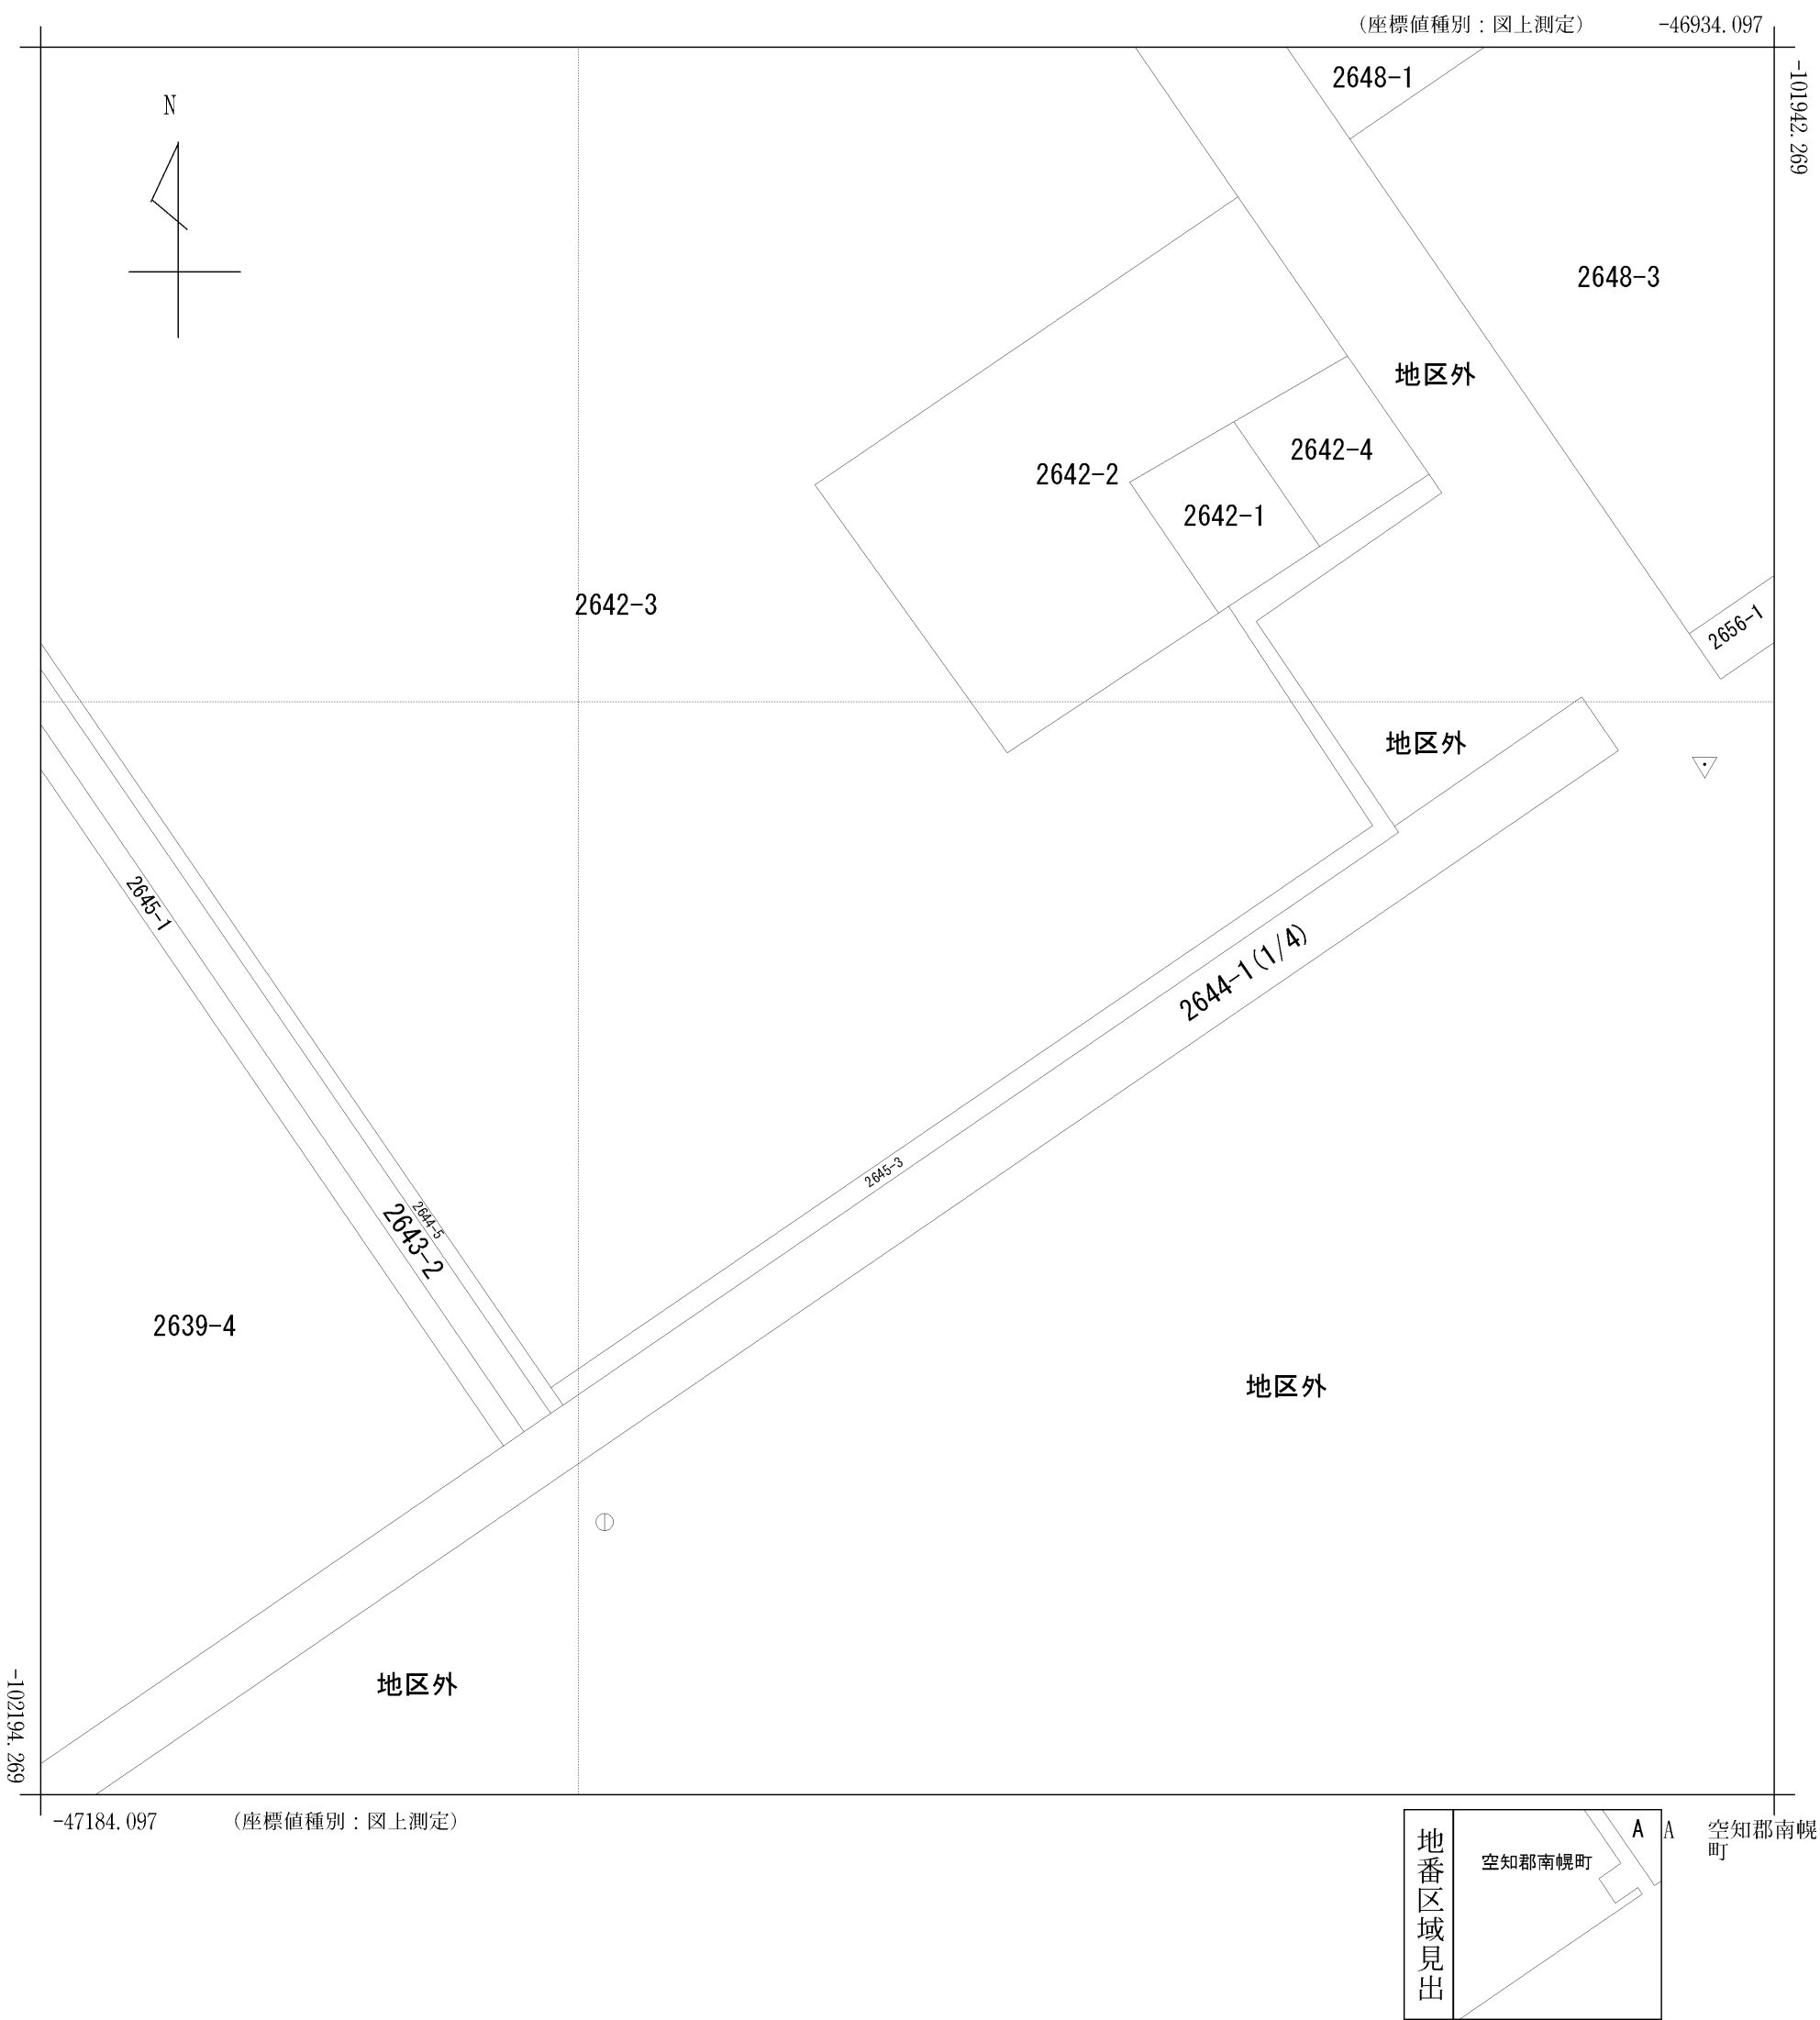 （座標値種別：図上測定）　-46934.097
-101942.269
N
2648-1
2648-3
地区外
2642-4
2642-2
2642-1
2642-3
2656-1
地区外
2645-1
2644-1(1/4)
2645-3
2644-5
2643-2
2639-4
地区外
地区外
-102194.269
-47184.097　（座標値種別：図上測定）
地番区域見出
空知郡南幌町
A
A　空知郡南幌
町